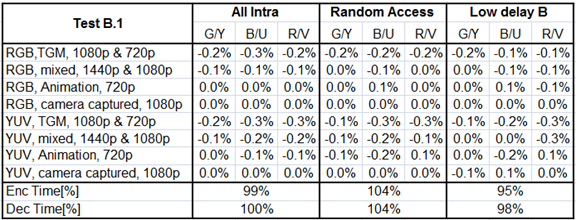 Test B.1 All Intra Random Access Low delay B
G/Y B/U R/V G/Y B/U R/V G/Y B/U R/V
RGB,TGM, 1080p & 720p -0.2% -0.3% -0.2% -0.2% -0.2% -0.2% -0.2% -0.1% -0.1%
RGB, mixed, 1440p & 1080p -0.1% -0.1% -0.1% 0.0% -0.1% 0.0% 0.0% -0.1% -0.1%
RGB, Animation, 720p 0.0% 0.0% 0.0% 0.0% 0.1% 0.0% 0.0% 0.1% -0.1%
RGB, camera captured, 1080p 0.0% 0.0% 0.0% 0.0% 0.0% 0.0% 0.0% 0.0% 0.0%
YUV, TGM, 1080p & 720p -0.2% -0.3% -0.3% -0.1% -0.3% -0.3% -0.1% -0.2% -0.3%
YUV, mixed, 1440p & 1080p -0.1% -0.2% -0.2% -0.1% -0.2% -0.1% 0.0% 0.0% -0.3%
YUV, Animation, 720p 0.0% -0.1% -0.1% -0.1% -0.2% 0.1% 0.0% -0.2% 0.1%
YUV, camera captured, 1080p 0.0% 0.0% 0.0% 0.0% 0.0% 0.0% -0.1% 0.1% 0.0%
Enc Time[%] 99% 104% 95%
Dec Time[%] 100% 104% 98%